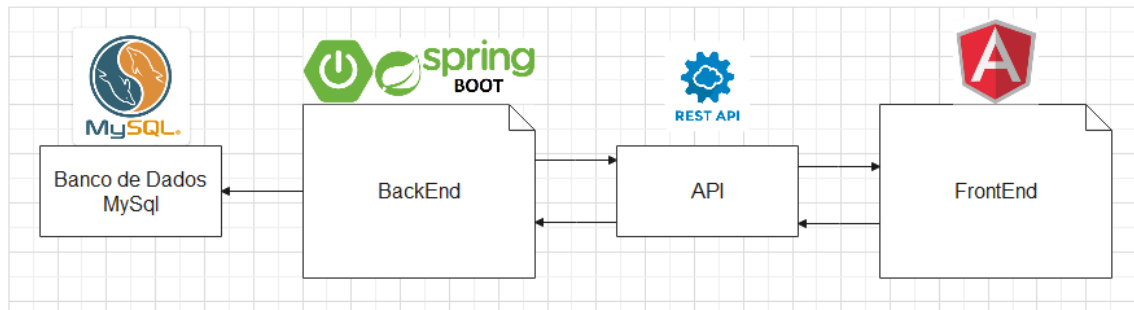 MySQL®
spring
BOOT
REST API
Banco de Dados
MySql
BackEnd
API
FrontEnd